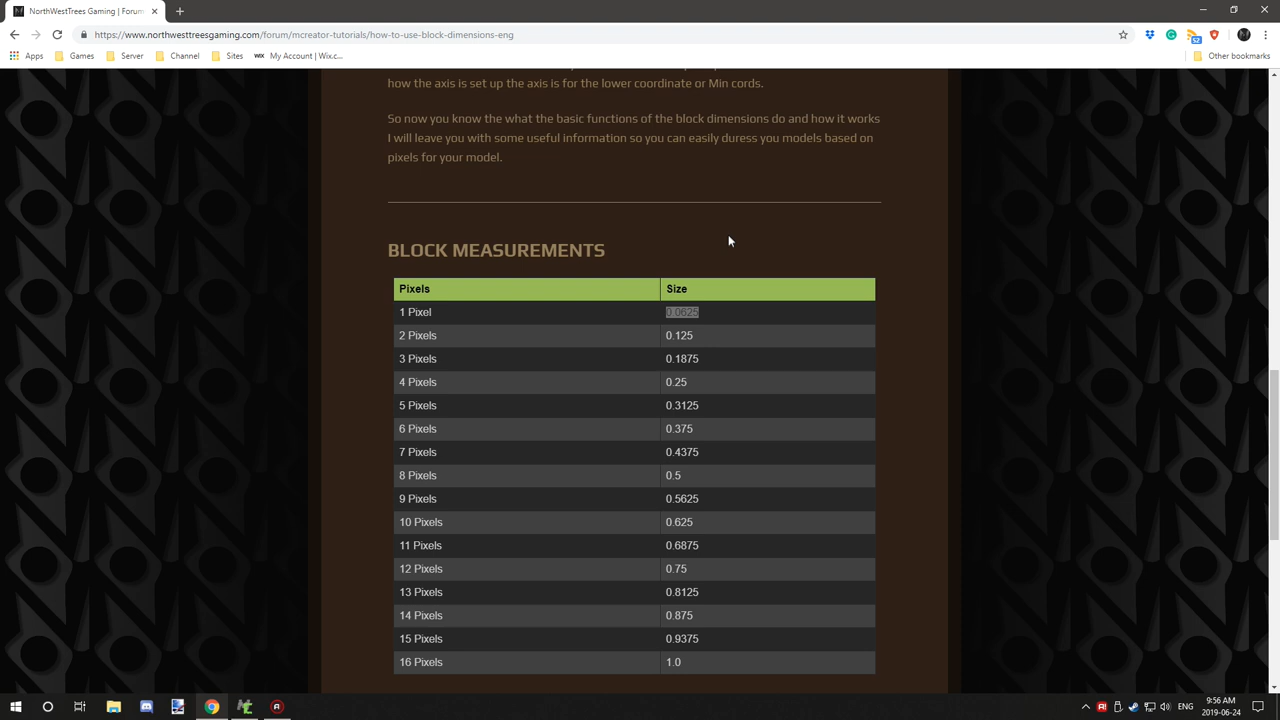 NorthWestTrees Gaming | Forum
https://www.northwesttreesgaming.com/forum/mcreator-tutorials/how-to-use-block-dimensions-eng
52
Apps Games Server Channel Sites WIX My Account | Wix.c... Other bookmarks
how the axis is set up the axis is for the lower coordinate or Min cords.
So now you know the what the basic functions of the block dimensions do and how it works
I will leave you with some useful information so you can easily duress you models based on
pixels for your model.
BLOCK MEASUREMENTS
Pixels Size
1 Pixel 0.0625
2 Pixels 0.125
3 Pixels 0.1875
4 Pixels 0.25
5 Pixels 0.3125
6 Pixels 0.375
7 Pixels 0.4375
8 Pixels 0.5
9 Pixels 0.5625
10 Pixels 0.625
11 Pixels 0.6875
12 Pixels 0.75
13 Pixels 0.8125
14 Pixels 0.875
15 Pixels 0.9375
16 Pixels 1.0
ENG
9:56 AM
2019-06-24